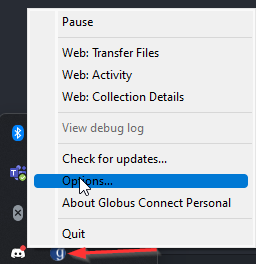 Pause
Web: Transfer Files
Web: Activity
Web: Collection Details
View debug log
Check for updates...
Options...
About Globus Connect Personal
Quit
g